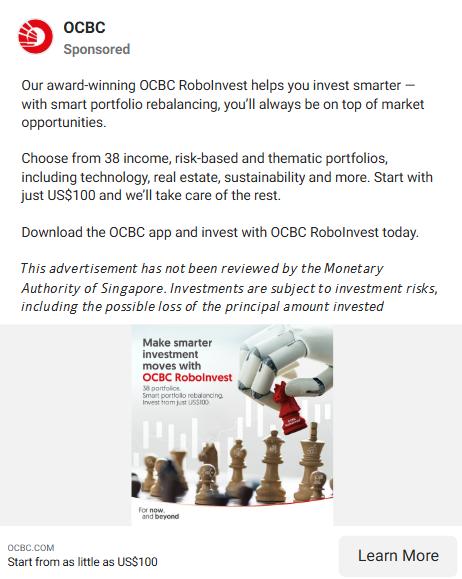 OCBC
Sponsored
Our award-winning OCBC RoboInvest helps you invest smarter —
with smart portfolio rebalancing, you'll always be on top of market
opportunities.
Choose from 38 income, risk-based and thematic portfolios,
including technology, real estate, sustainability and more. Start with
just US$100 and we'll take care of the rest.
Download the OCBC app and invest with OCBC RoboInvest today.
This advertisement has not been reviewed by the Monetary
Authority of Singapore. Investments are subject to investment risks,
including the possible loss of the principal amount invested
Make smarter
investment
moves with
OCBC RoboInvest
38 portfolios.
Smart portfolio rebalancing.
Invest from just US$100.
For now,
and beyond
OCBC.COM
Start from as little as US$100
Learn More